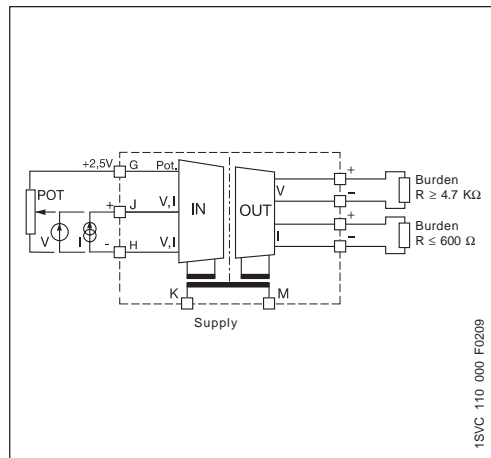 +2,5V G Pot.
POT
+ J V,I
V I
- H V,I
IN OUT
V
I
+
-
+
-
Burden
R ≥ 4.7 KΩ
Burden
R ≤ 600 Ω
K M
Supply
1SVC 110 000 F0209